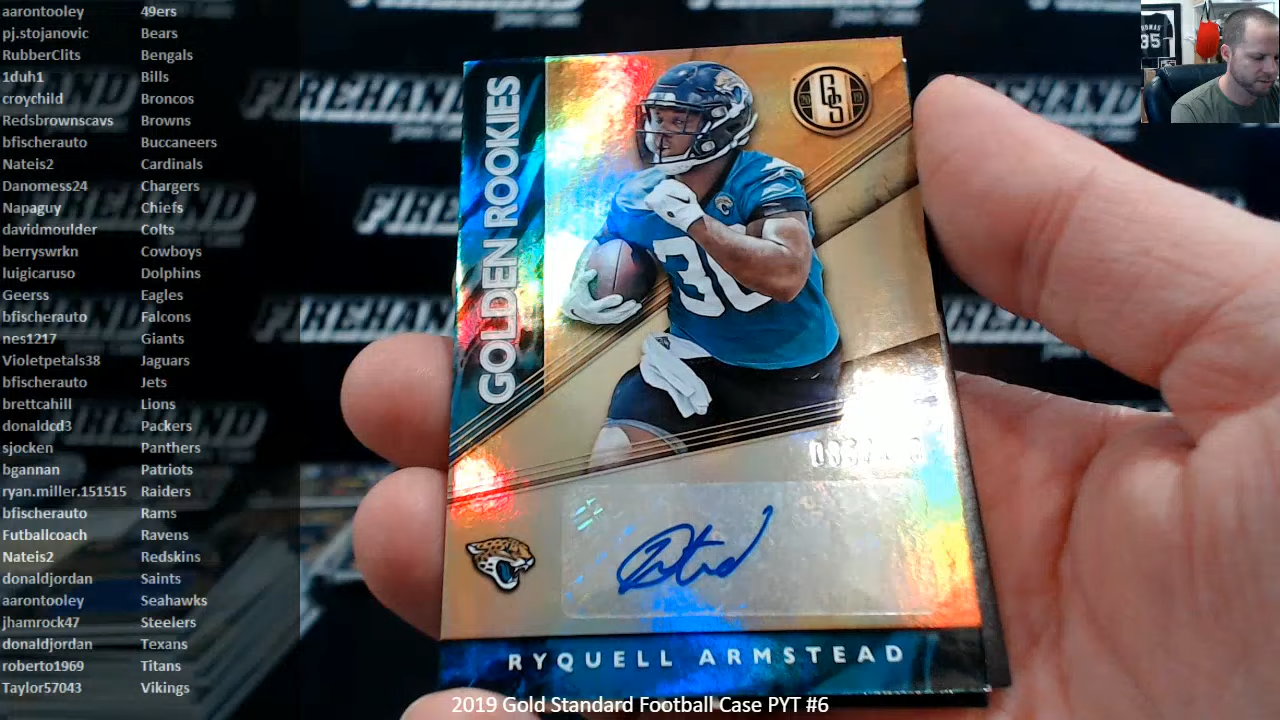 aarontooley 49ers
pj.stojanovic Bears
RubberClits Bengals
1duh1 Bills
croychild Broncos
Redsbrownscavs Browns
bfischerauto Buccaneers
Nateis2 Cardinals
Danomess24 Chargers
Napaguy Chiefs
davidmoulder Colts
berryswrkn Cowboys
luigicaruso Dolphins
Geerss Eagles
bfischerauto Falcons
nes1217 Giants
Violetpetals38 Jaguars
bfischerauto Jets
brettcahill Lions
donaldcd3 Packers
sjocken Panthers
bgannan Patriots
ryan.miller.151515 Raiders
bfischerauto Rams
Futballcoach Ravens
Nateis2 Redskins
donaldjordan Saints
aarontooley Seahawks
jhamrock47 Steelers
donaldjordan Texans
roberto1969 Titans
Taylor57043 Vikings
GOLDEN ROOKIES
GS
30
RYQUELL ARMSTEAD
2019 Gold Standard Football Case PYT #6
FIREHAND
FIREHAND
FIREHAND
85